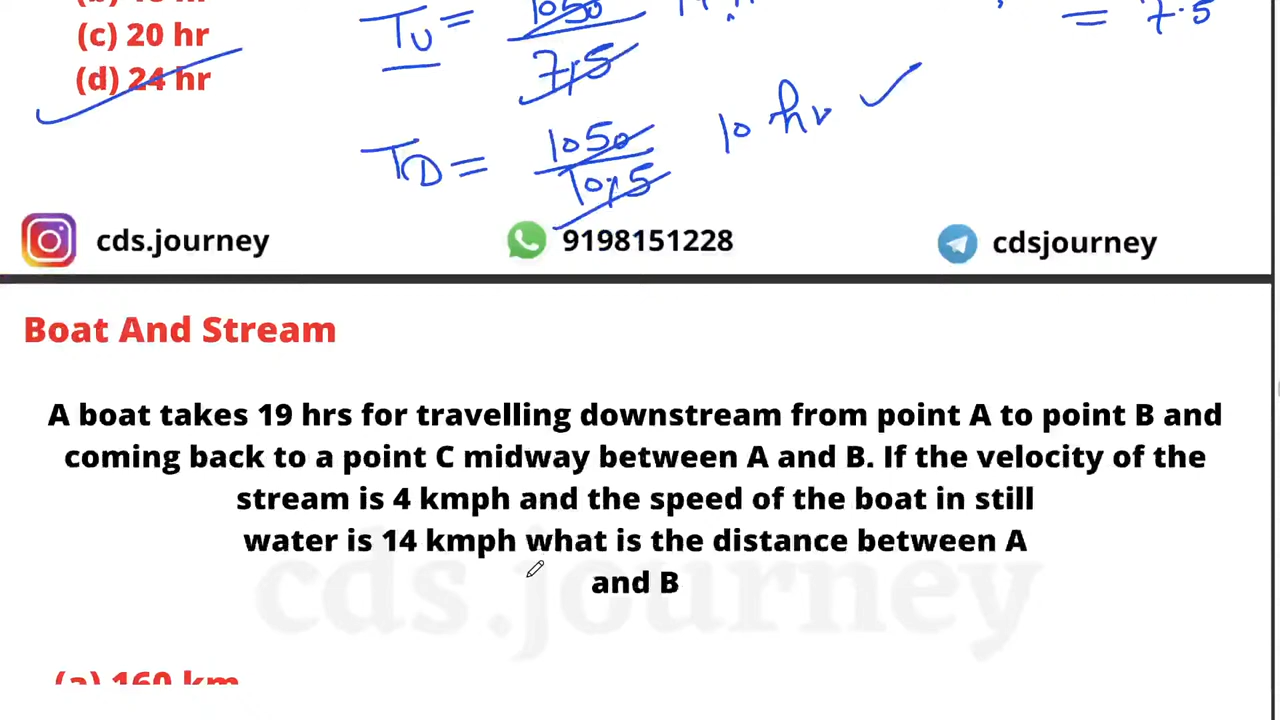 (c) 20 hr
(d) 24 hr
TU = 1050
7.5
= 7.5
TD = 1050
10.5
10 hr
cds.journey
9198151228
cdsjourney
Boat And Stream
A boat takes 19 hrs for travelling downstream from point A to point B and
coming back to a point C midway between A and B. If the velocity of the
stream is 4 kmph and the speed of the boat in still
water is 14 kmph what is the distance between A
and B
cds.journey
(a) 160 km